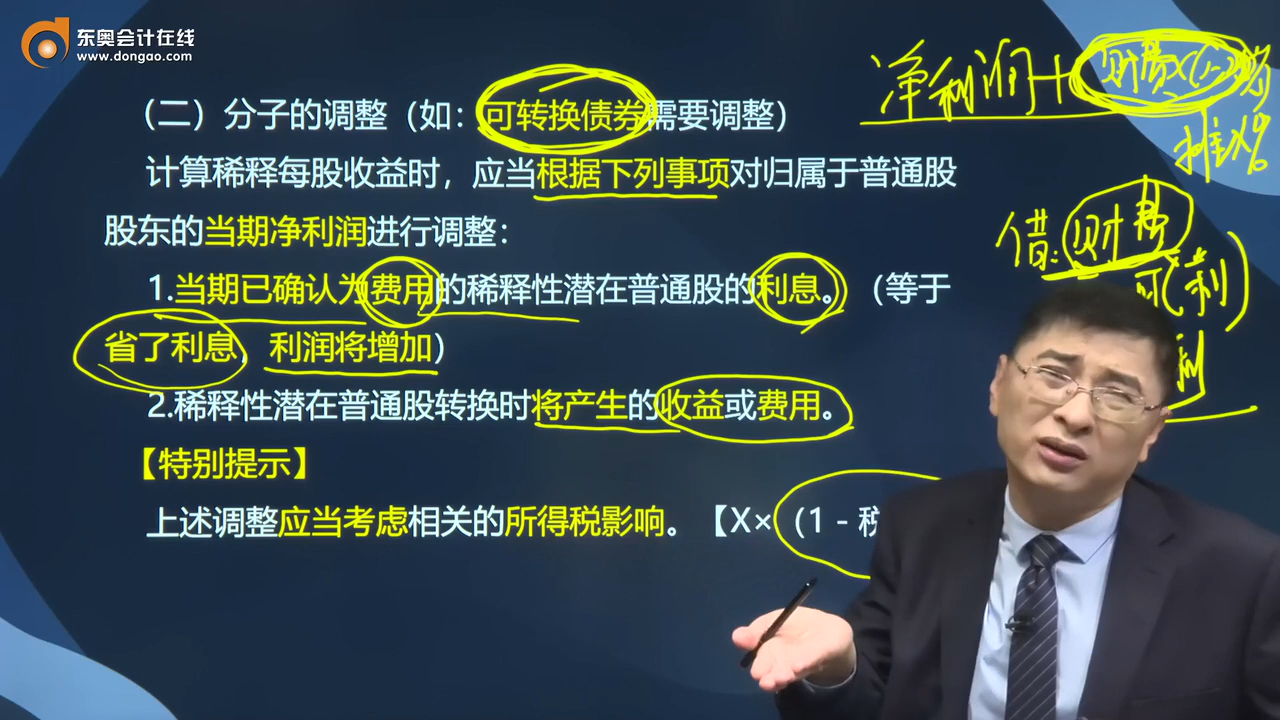 东奥会计在线
www.dongao.com
（二）分子的调整（如：可转换债券需要调整）
计算稀释每股收益时，应当根据下列事项对归属于普通股
股东的当期净利润进行调整：
1.当期已确认为费用的稀释性潜在普通股的利息。（等于
省了利息，利润将增加）
2.稀释性潜在普通股转换时将产生的收益或费用。
【特别提示】
上述调整应当考虑相关的所得税影响。【X×（1－税
净利润＋财费×(1-
借：财费